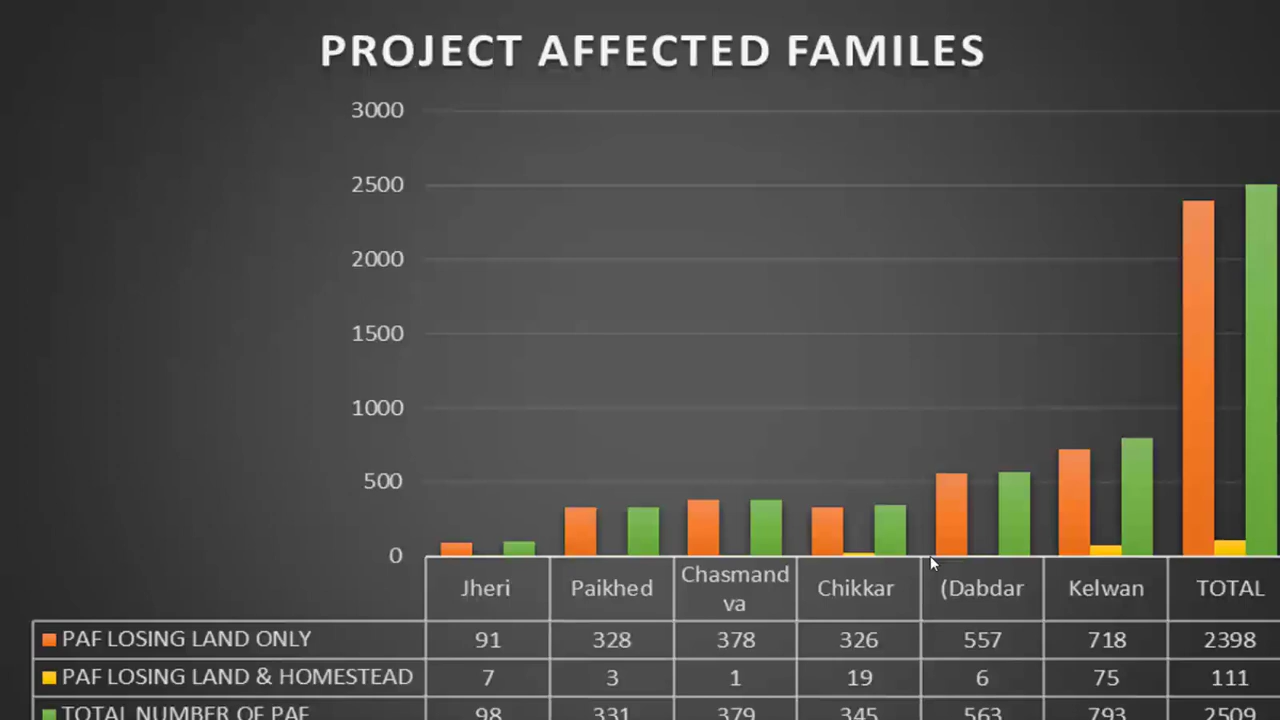 PROJECT AFFECTED FAMILES
3000
2500
2000
1500
1000
500
0
Jheri Paikhed Chasmand va Chikkar (Dabdar Kelwan TOTAL
PAF LOSING LAND ONLY 91 328 378 326 557 718 2398
PAF LOSING LAND & HOMESTEAD 7 3 1 19 6 75 111
TOTAL NUMBER OF PAF 98 331 379 345 563 793 2509